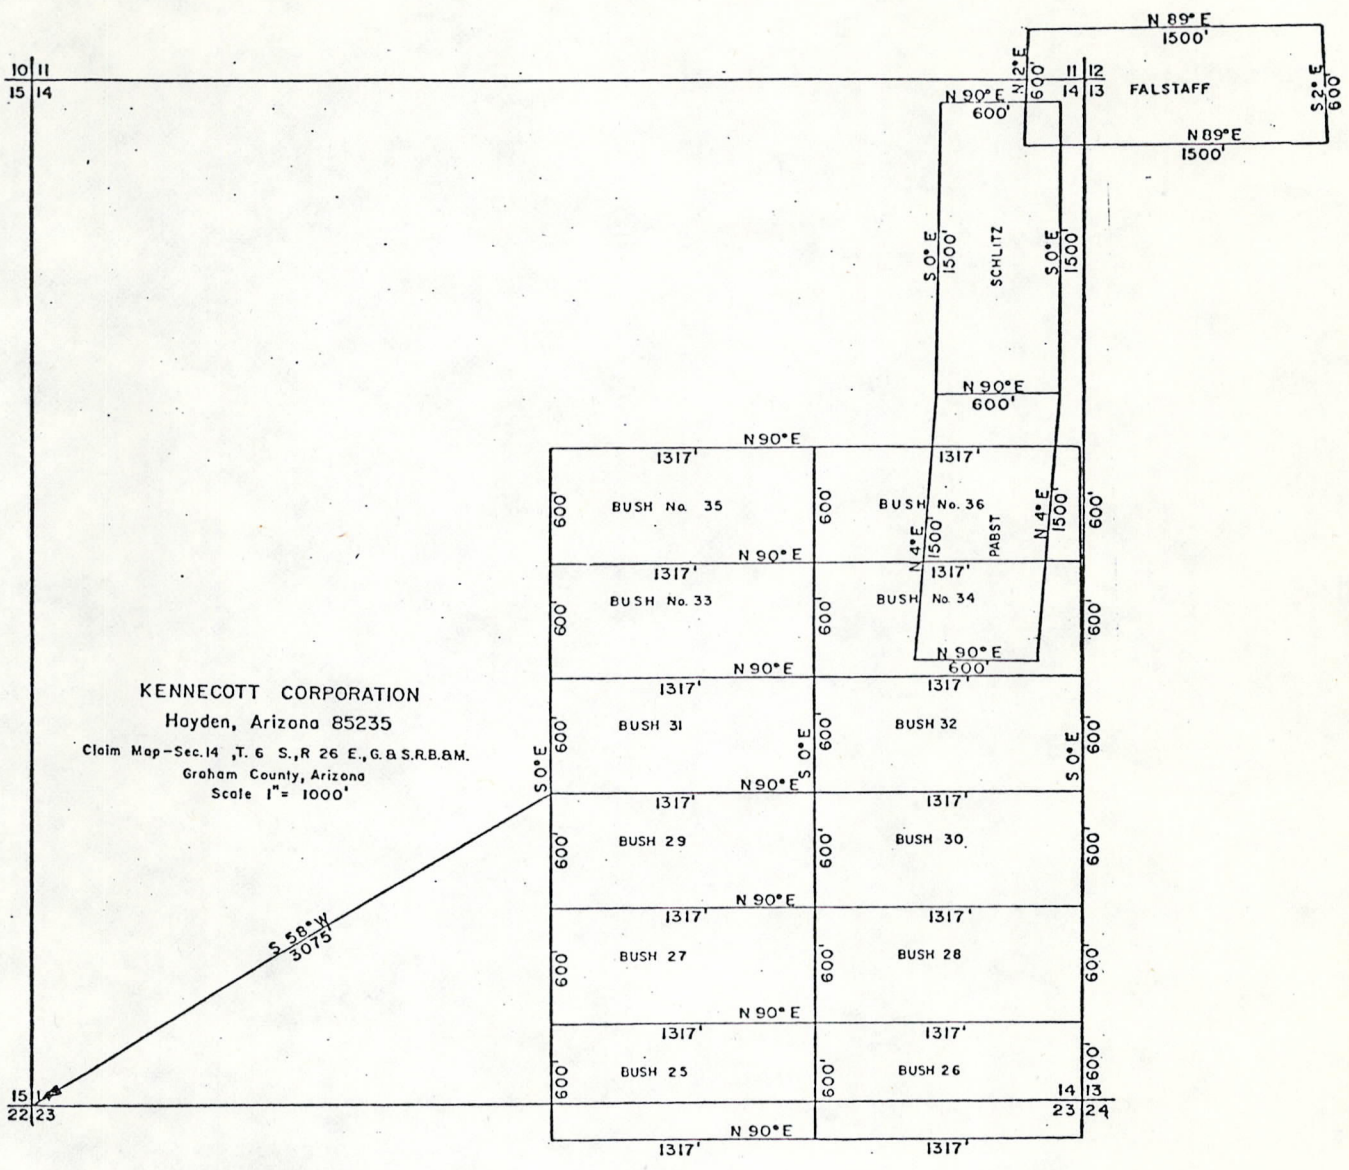 N 89° E
1500'
10 11
15 14
N 2° E
600'
11 12
14 13
FALSTAFF
S 2° E
600'
N 90° E
600'
N 89° E
1500'
S 0° E
1500'
SCHLITZ
S 0° E
1500'
N 90° E
600'
N 90° E
1317'
1317'
600'
BUSH No. 35
600'
BUSH No. 36
N 4° E
1500'
600'
N 4° E
1500'
PABST
N 90° E
1317'
1317'
600'
BUSH No. 33
600'
BUSH No. 34
600'
N 90° E
600'
N 90° E
1317'
1317'
KENNECOTT CORPORATION
Hayden, Arizona 85235
Claim Map-Sec.14 ,T. 6 S.,R 26 E.,G. & S.R.B.&M.
Graham County, Arizona
Scale 1"= 1000'
600'
BUSH 31
600'
BUSH 32
600'
S 0° E
S 0° E
S 0° E
N 90° E
1317'
1317'
600'
BUSH 29
600'
BUSH 30
600'
N 90° E
1317'
1317'
S 58° W
3075'
600'
BUSH 27
600'
BUSH 28
600'
N 90° E
1317'
1317'
600'
BUSH 25
600'
BUSH 26
600'
15 1
22 23
14 13
23 24
N 90° E
1317'
1317'